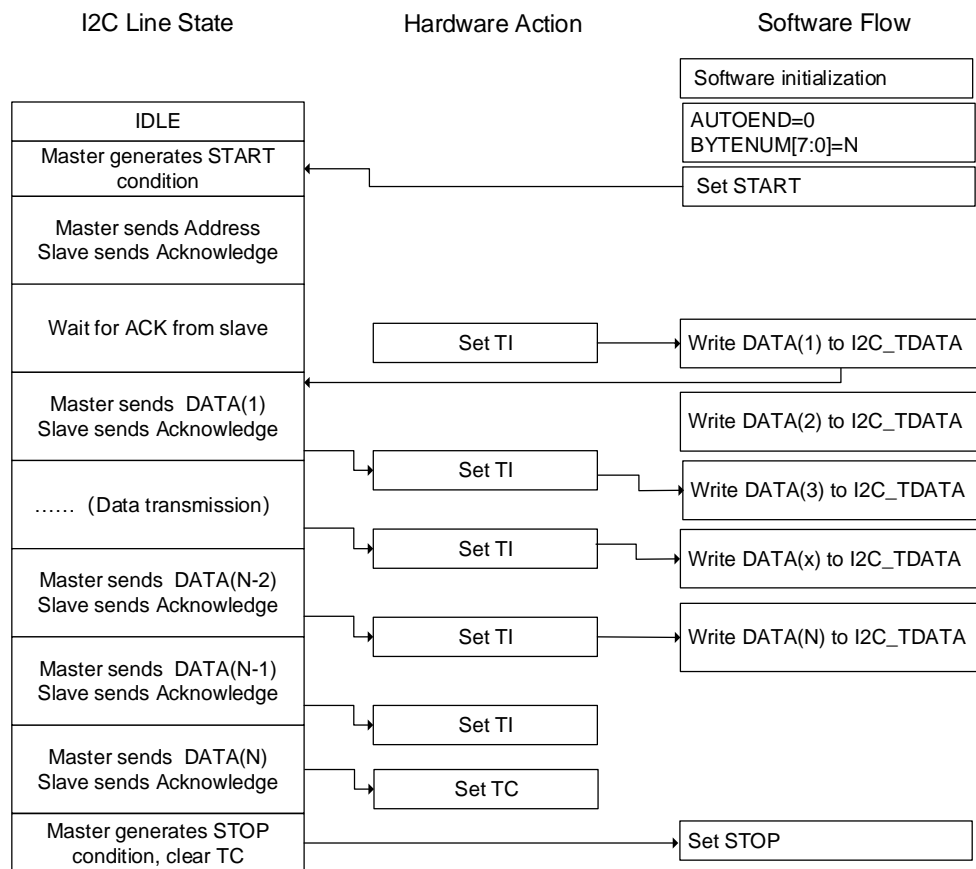 I2C Line State
Hardware Action
Software Flow
Software initialization
IDLE
AUTOEND=0
BYTENUM[7:0]=N
Master generates START
condition
Set START
Master sends Address
Slave sends Acknowledge
Wait for ACK from slave
Set TI
Write DATA(1) to I2C_TDATA
Master sends DATA(1)
Slave sends Acknowledge
Write DATA(2) to I2C_TDATA
Set TI
Write DATA(3) to I2C_TDATA
…… (Data transmission)
Set TI
Write DATA(x) to I2C_TDATA
Master sends DATA(N-2)
Slave sends Acknowledge
Set TI
Write DATA(N) to I2C_TDATA
Master sends DATA(N-1)
Slave sends Acknowledge
Set TI
Master sends DATA(N)
Slave sends Acknowledge
Set TC
Master generates STOP
condition, clear TC
Set STOP